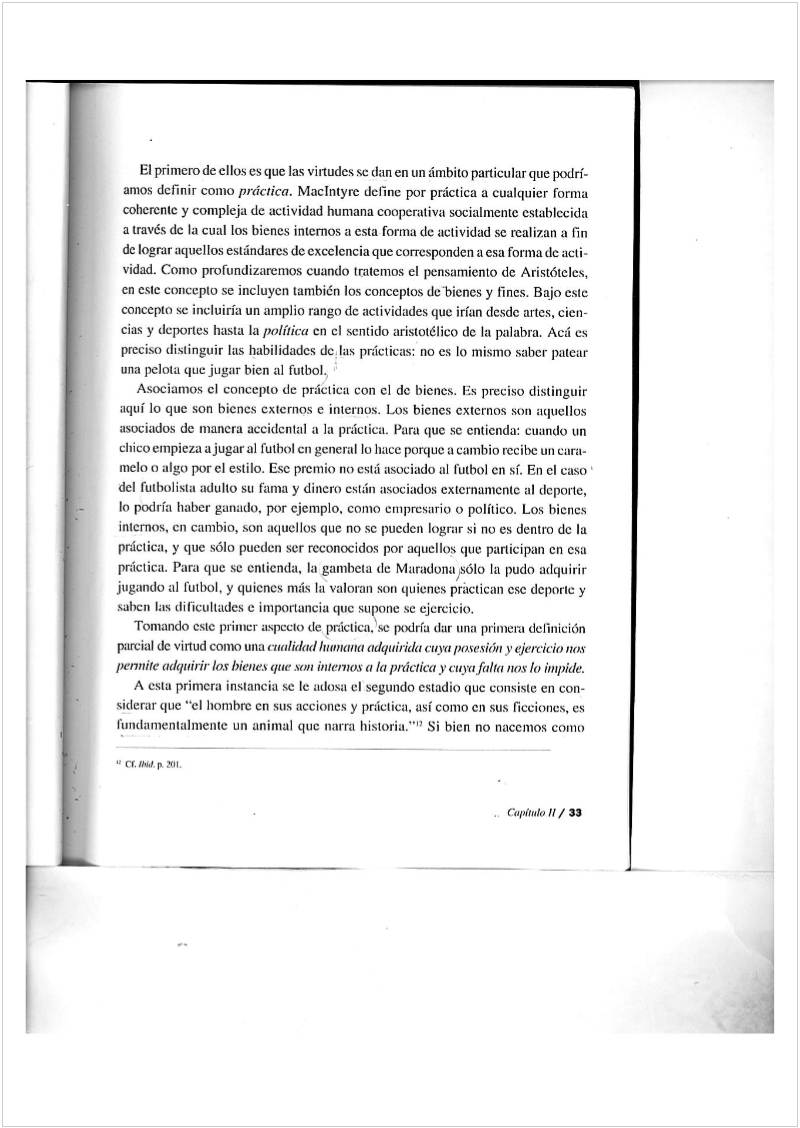 El primero de ellos es que las virtudes se dan en un ámbito particular que podrí-
amos definir como práctica. MacIntyre define por práctica a cualquier forma
coherente y compleja de actividad humana cooperativa socialmente establecida
a través de la cual los bienes internos a esta forma de actividad se realizan a fin
de lograr aquellos estándares de excelencia que corresponden a esa forma de acti-
vidad. Como profundizaremos cuando tratemos el pensamiento de Aristóteles,
en este concepto se incluyen también los conceptos de bienes y fines. Bajo este
concepto se incluiría un amplio rango de actividades que irían desde artes, cien-
cias y deportes hasta la política en el sentido aristotélico de la palabra. Acá es
preciso distinguir las habilidades de las prácticas: no es lo mismo saber patear
una pelota que jugar bien al futbol.
Asociamos el concepto de práctica con el de bienes. Es preciso distinguir
aquí lo que son bienes externos e internos. Los bienes externos son aquellos
asociados de manera accidental a la práctica. Para que se entienda: cuando un
chico empieza a jugar al futbol en general lo hace porque a cambio recibe un cara-
melo o algo por el estilo. Ese premio no está asociado al futbol en sí. En el caso
del futbolista adulto su fama y dinero están asociados externamente al deporte,
lo podría haber ganado, por ejemplo, como empresario o político. Los bienes
internos, en cambio, son aquellos que no se pueden lograr si no es dentro de la
práctica, y que sólo pueden ser reconocidos por aquellos que participan en esa
práctica. Para que se entienda, la gambeta de Maradona sólo la pudo adquirir
jugando al futbol, y quienes más la valoran son quienes practican ese deporte y
saben las dificultades e importancia que supone se ejercicio.
Tomando este primer aspecto de práctica, se podría dar una primera definición
parcial de virtud como una cualidad humana adquirida cuya posesión y ejercicio nos
permite adquirir los bienes que son internos a la práctica y cuya falta nos lo impide.
A esta primera instancia se le adosa el segundo estadio que consiste en con-
siderar que "el hombre en sus acciones y práctica, así como en sus ficciones, es
fundamentalmente un animal que narra historia."¹² Si bien no nacemos como
¹² Cf. Ibid. p. 201.
Capítulo II / 33